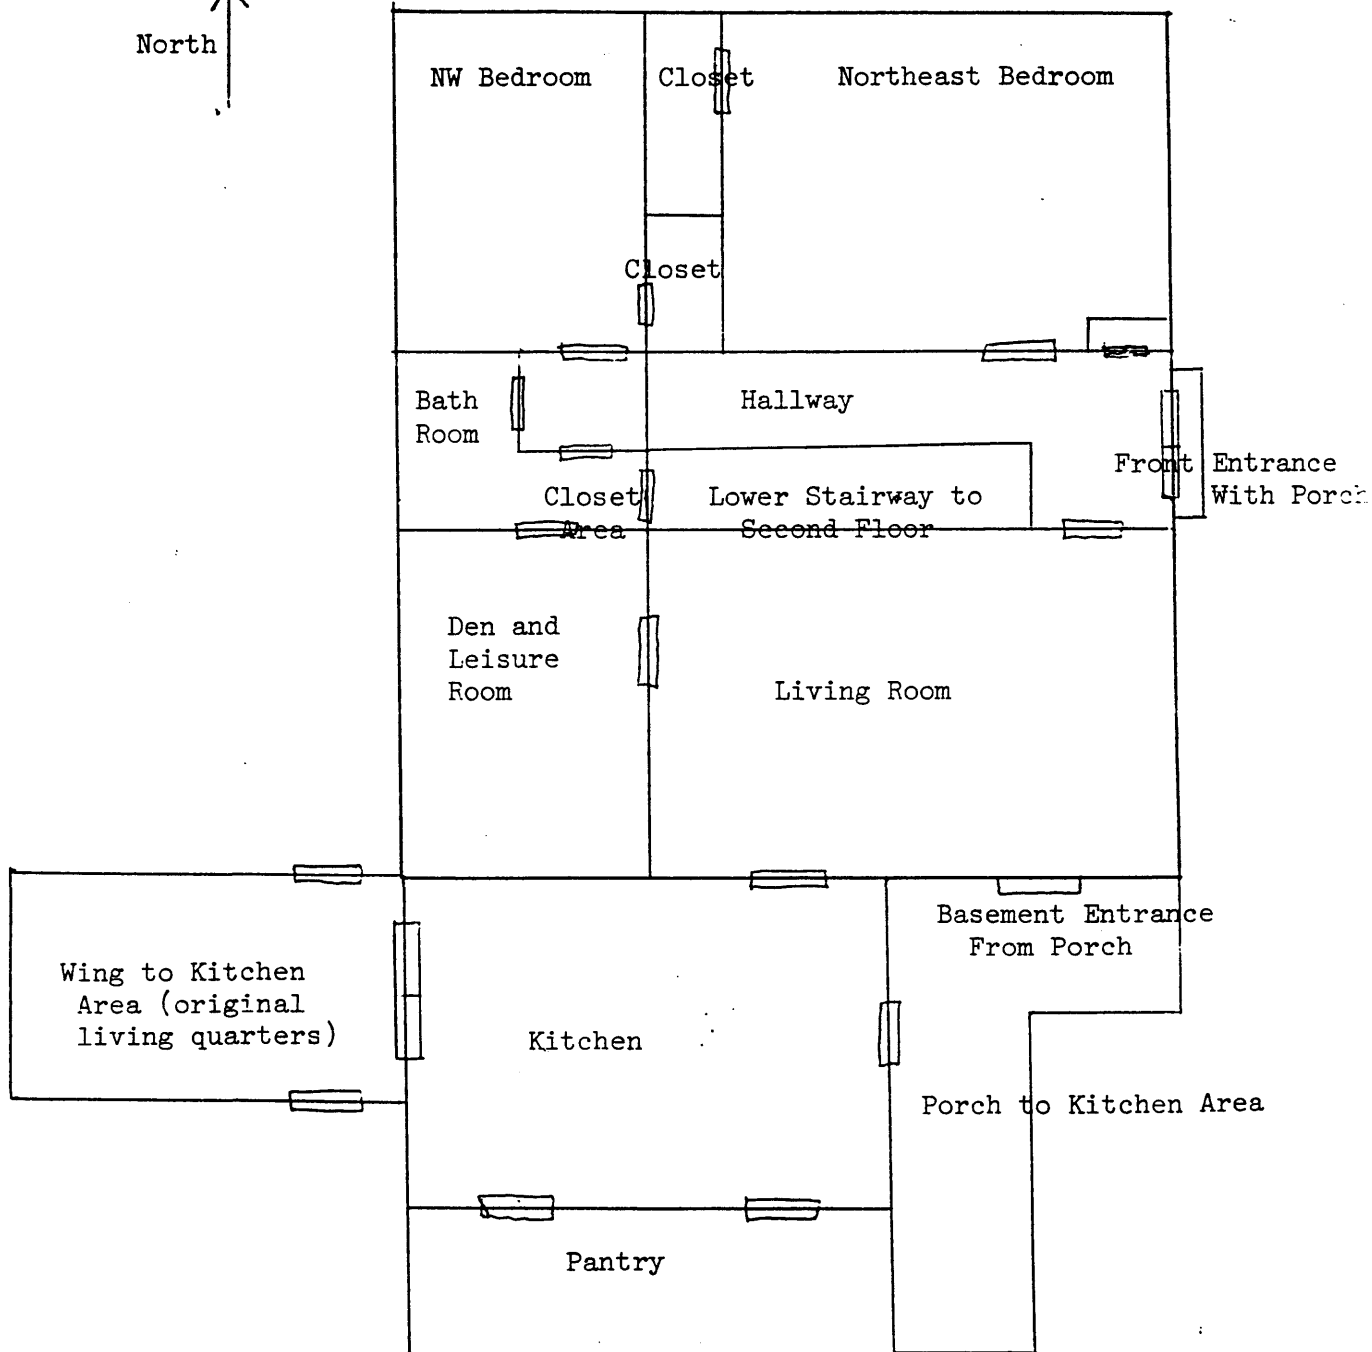 North
NW Bedroom
Closet
Northeast Bedroom
Closet
Bath
Room
Hallway
Front Entrance
With Porch
Closet
Area
Lower Stairway to
Second Floor
Den and
Leisure
Room
Living Room
Basement Entrance
From Porch
Wing to Kitchen
Area (original
living quarters)
Kitchen
Porch to Kitchen Area
Pantry